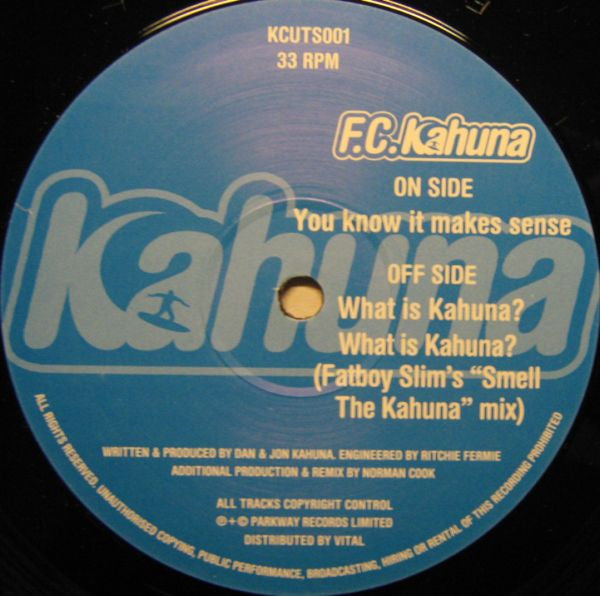 KCUTS001
33 RPM
F.C. Kahuna
ON SIDE
You know it makes sense
Kahuna
OFF SIDE
What is Kahuna?
What is Kahuna?
(Fatboy Slim's "Smell
The Kahuna" mix)
WRITTEN & PRODUCED BY DAN & JON KAHUNA. ENGINEERED BY RITCHIE FERMIE
ADDITIONAL PRODUCTION & REMIX BY NORMAN COOK
ALL TRACKS COPYRIGHT CONTROL
℗+© PARKWAY RECORDS LIMITED
DISTRIBUTED BY VITAL
ALL RIGHTS RESERVED, UNAUTHORISED COPYING, PUBLIC PERFORMANCE, BROADCASTING, HIRING OR RENTAL OF THIS RECORDING PROHIBITED